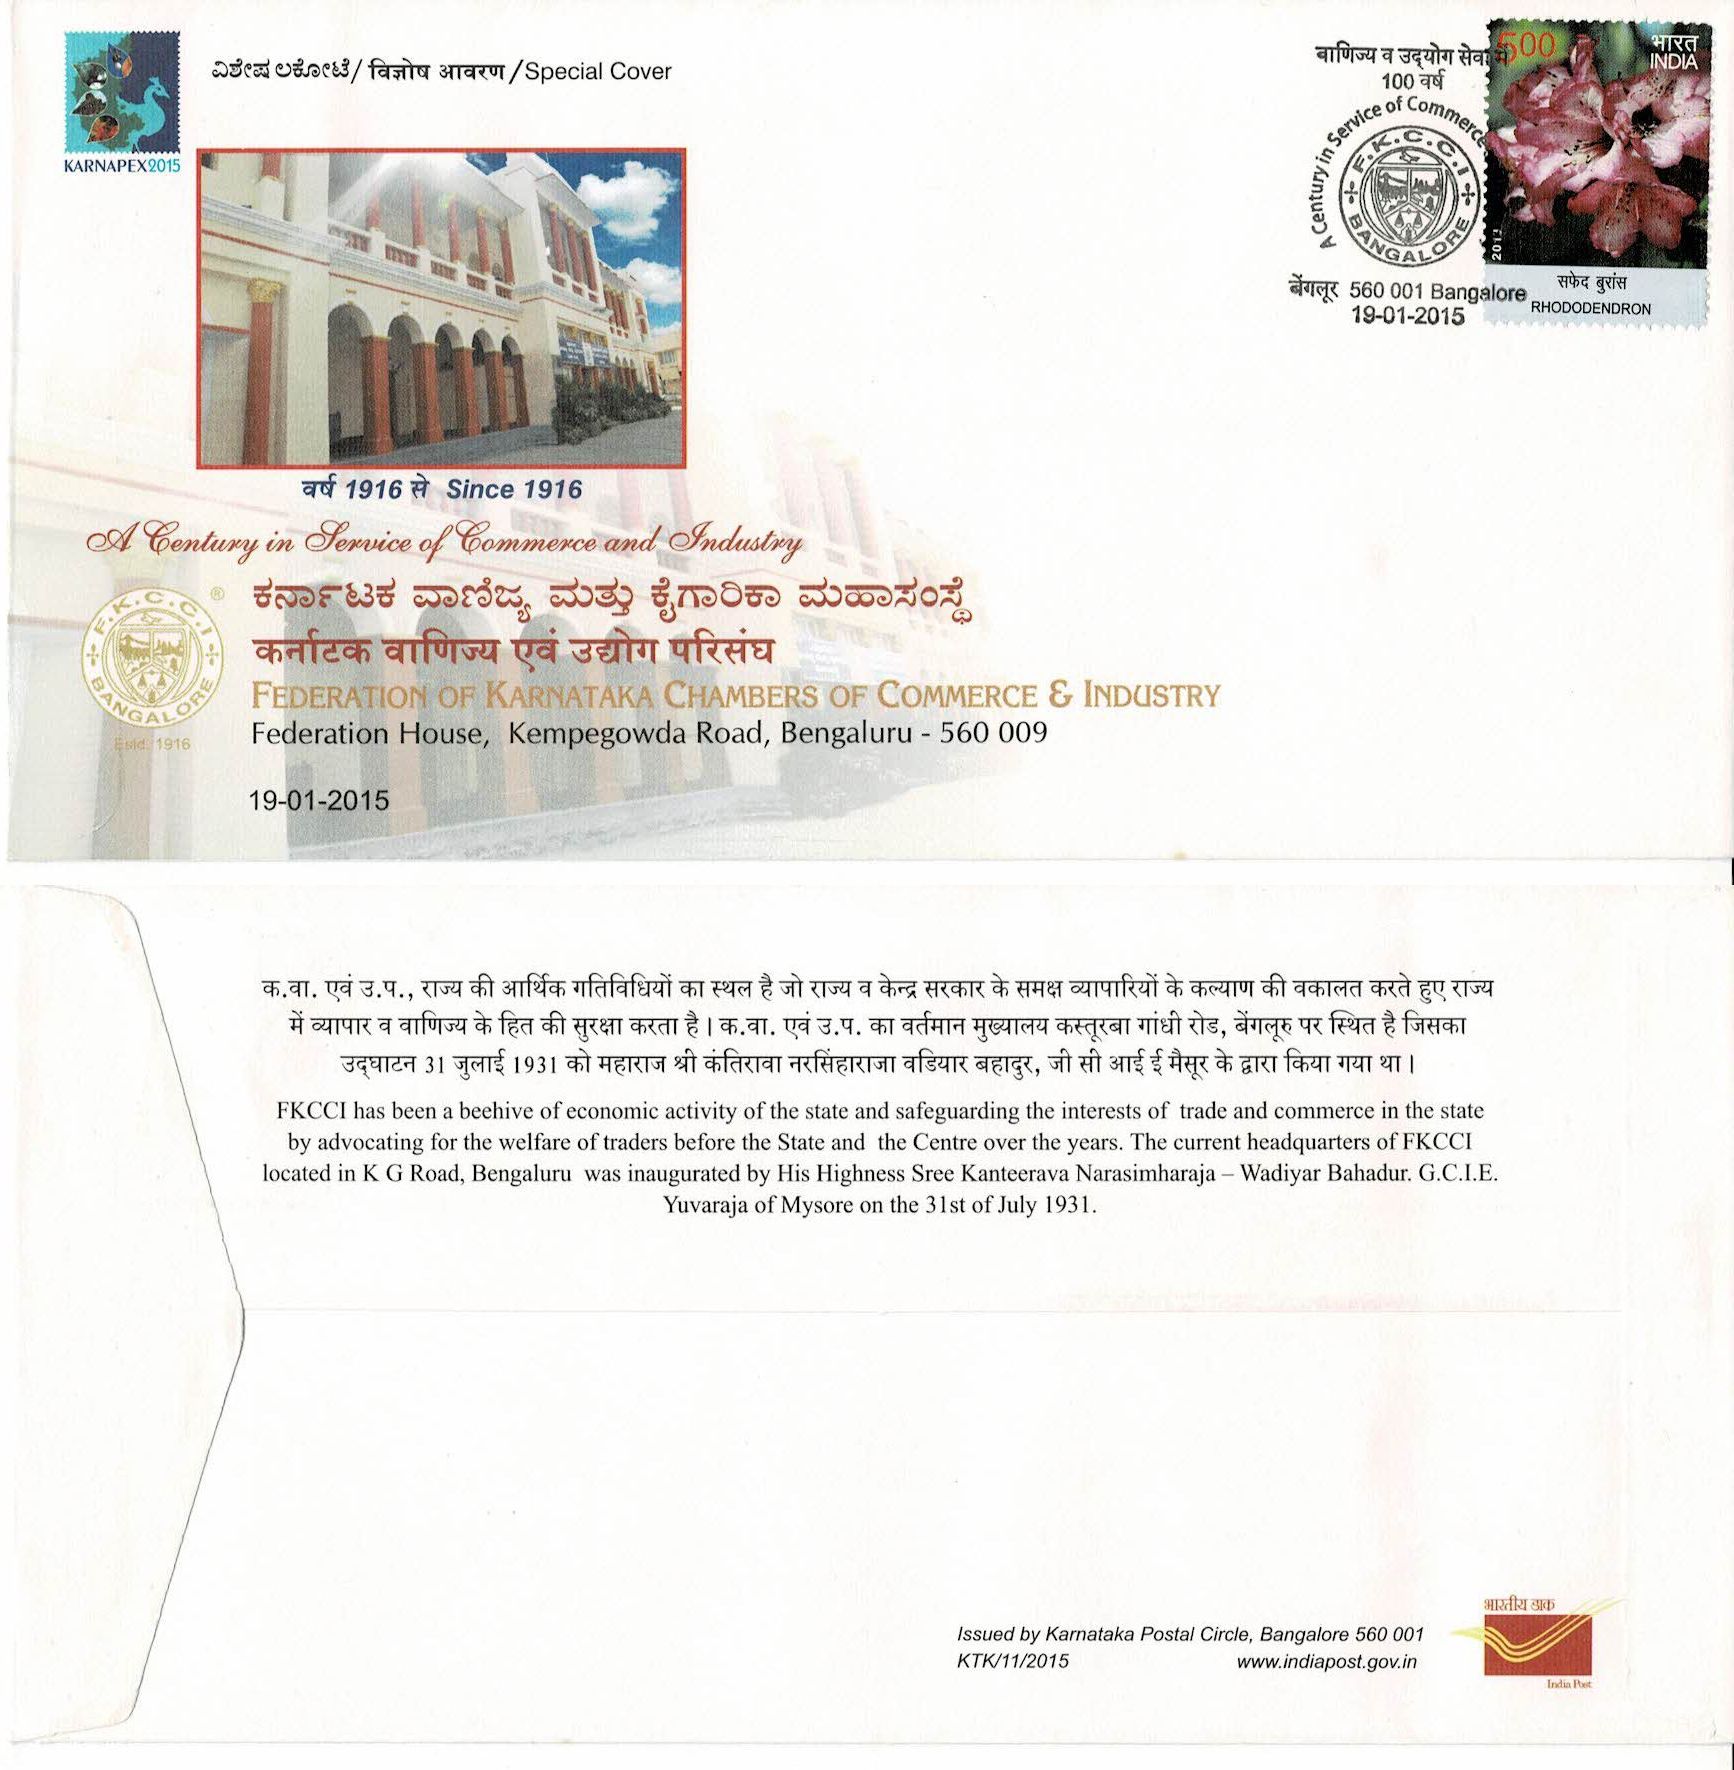 KARNAPEX2015
ವಿಶೇಷ ಲಕೋಟೆ/ विज्ञोष आवरण /Special Cover
बाणिज्य व उद्‌योग सेवा में
100 वर्ष
A Century in Service of Commerce
F.K.C.C.I
BANGALORE
बेंगलूर 560 001 Bangalore
19-01-2015
5 00
भारत
INDIA
सफेद बुरांस
RHODODENDRON
वर्ष 1916 से Since 1916
A Century in Service of Commerce and Industry
F.K.C.C.I ®
BANGALORE
Estd. 1916
ಕರ್ನಾಟಕ ವಾಣಿಜ್ಯ ಮತ್ತು ಕೈಗಾರಿಕಾ ಮಹಾಸಂಸ್ಥೆ
कर्नाटक वाणिज्य एवं उद्योग परिसंघ
FEDERATION OF KARNATAKA CHAMBERS OF COMMERCE & INDUSTRY
Federation House, Kempegowda Road, Bengaluru - 560 009
19-01-2015
क.वा. एवं उ.प., राज्य की आर्थिक गतिविधियों का स्थल है जो राज्य व केन्द्र सरकार के समक्ष व्यापारियों के कल्याण की वकालत करते हुए राज्य
में व्यापार व वाणिज्य के हित की सुरक्षा करता है । क.वा. एवं उ.प. का वर्तमान मुख्यालय कस्तूरबा गांधी रोड, बेंगलूरु पर स्थित है जिसका
उद्‌घाटन 31 जुलाई 1931 को महाराज श्री कंतिरावा नरसिंहाराजा वडियार बहादुर, जी सी आई ई मैसूर के द्वारा किया गया था ।
FKCCI has been a beehive of economic activity of the state and safeguarding the interests of trade and commerce in the state
by advocating for the welfare of traders before the State and the Centre over the years. The current headquarters of FKCCI
located in K G Road, Bengaluru was inaugurated by His Highness Sree Kanteerava Narasimharaja – Wadiyar Bahadur. G.C.I.E.
Yuvaraja of Mysore on the 31st of July 1931.
Issued by Karnataka Postal Circle, Bangalore 560 001
KTK/11/2015 www.indiapost.gov.in
भारतीय डाक
India Post